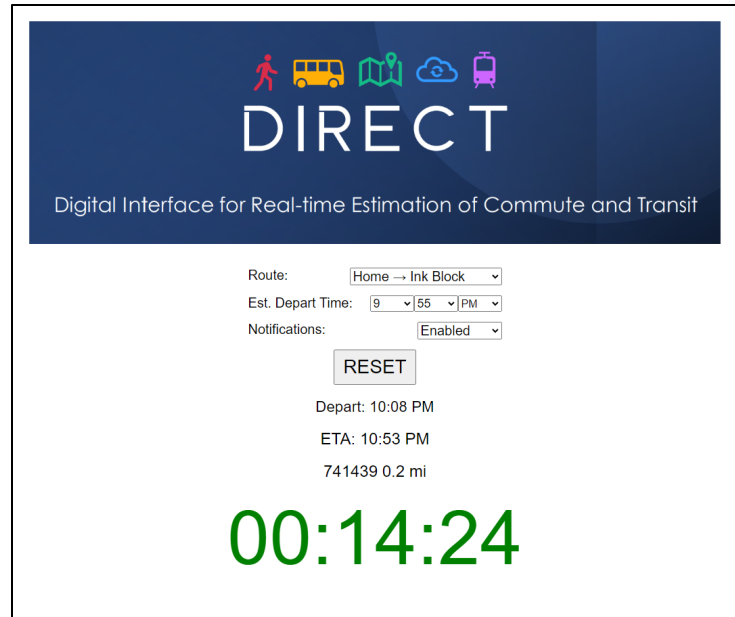 DIRECT
Digital Interface for Real-time Estimation of Commute and Transit
Route: Home → Ink Block
Est. Depart Time: 9 55 PM
Notifications: Enabled
RESET
Depart: 10:08 PM
ETA: 10:53 PM
741439 0.2 mi
00:14:24